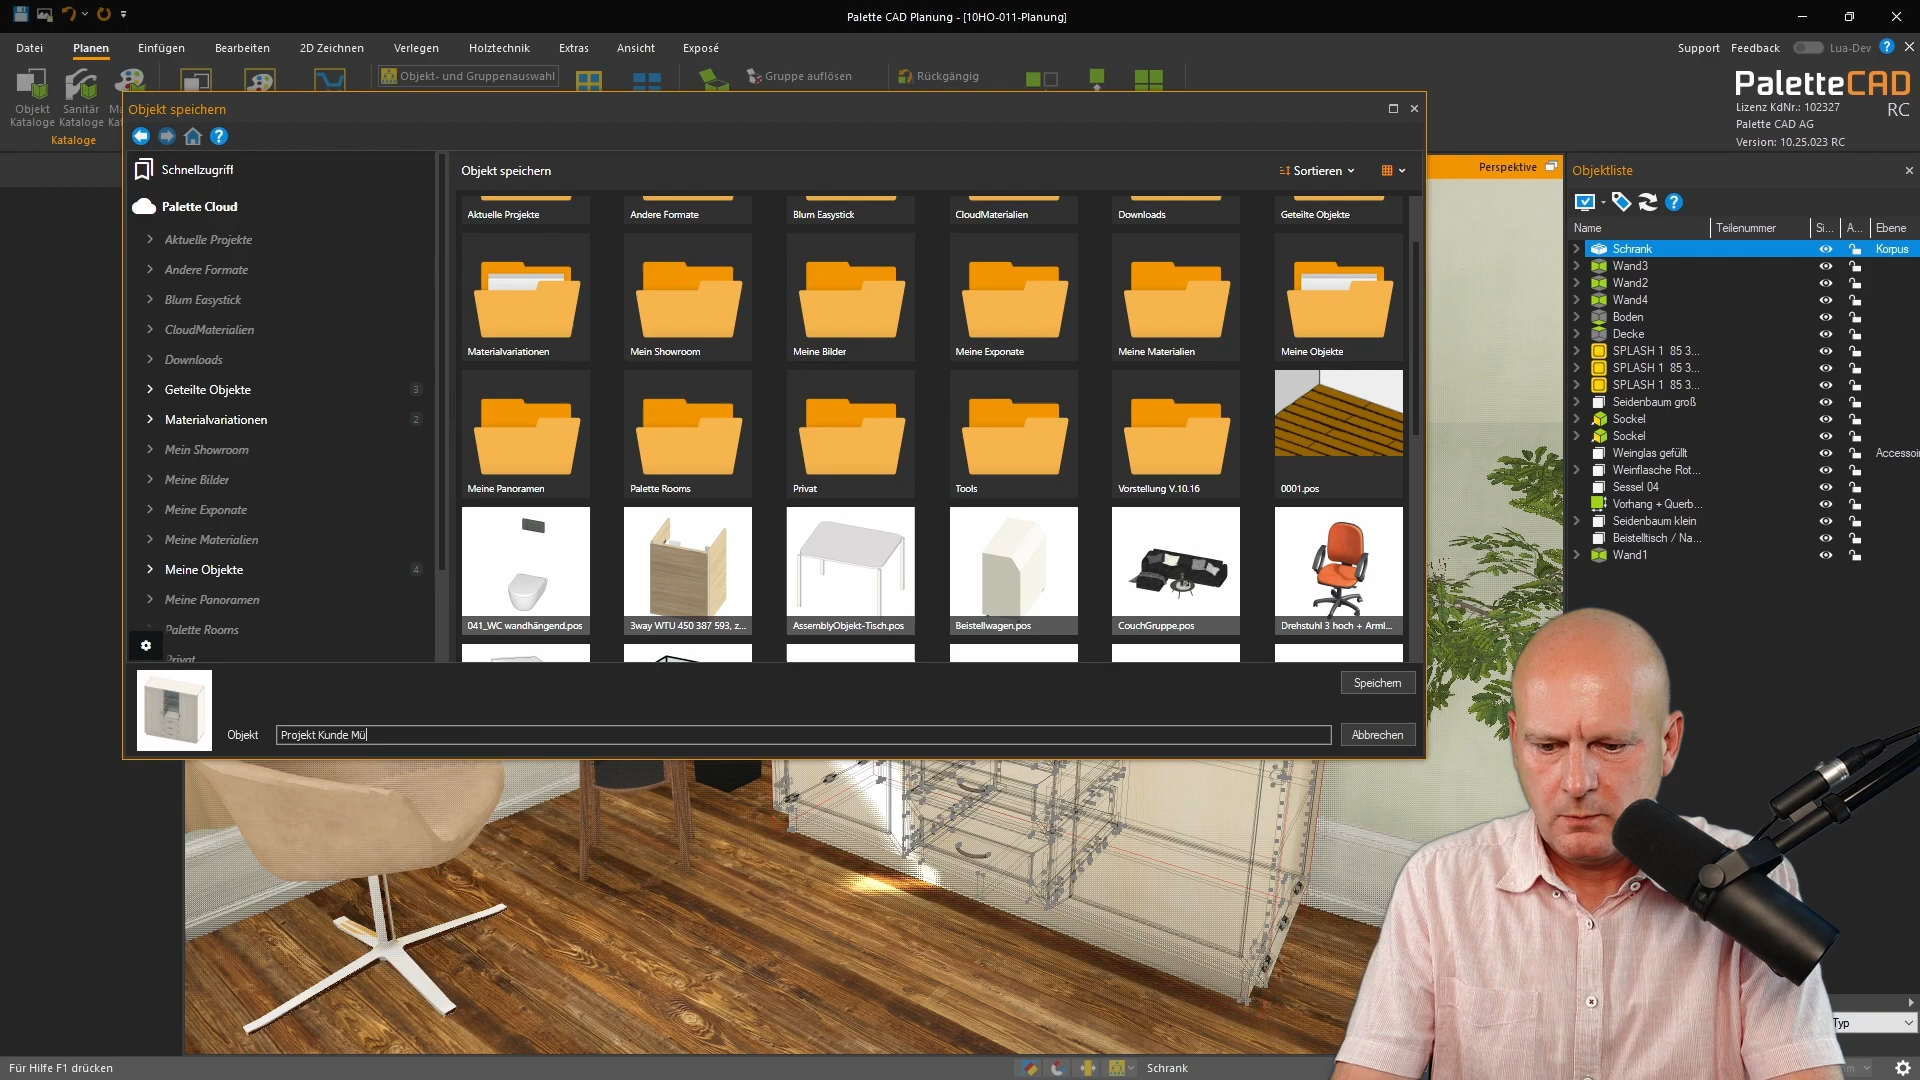 Palette CAD Planung - [10HO-011-Planung]
Datei Planen Einfügen Bearbeiten 2D Zeichnen Verlegen Holztechnik Extras Ansicht Exposé
Support Feedback Lua-Dev
Objekt- und Gruppenauswahl Gruppe auflösen Rückgängig
Objekt Sanitär
Kataloge Kataloge
Kataloge
PaletteCAD
RC
Lizenz KdNr.: 102327
Palette CAD AG
Version: 10.25.023 RC
Objekt speichern
Schnellzugriff
Palette Cloud
Aktuelle Projekte
Andere Formate
Blum Easystick
CloudMaterialien
Downloads
Geteilte Objekte 3
Materialvariationen 2
Mein Showroom
Meine Bilder
Meine Exponate
Meine Materialien
Meine Objekte 4
Meine Panoramen
Palette Rooms
Privat
Objekt speichern
Sortieren
Aktuelle Projekte Andere Formate Blum Easystick CloudMaterialien Downloads Geteilte Objekte
Materialvariationen Mein Showroom Meine Bilder Meine Exponate Meine Materialien Meine Objekte
Meine Panoramen Palette Rooms Privat Tools Vorstellung V.10.16 0001.pos
041_WC wandhängend.pos 3way WTU 450 387 593, z... AssemblyObjekt-Tisch.pos Beistellwagen.pos CouchGruppe.pos Drehstuhl 3 hoch + Arml...
Speichern
Objekt Projekt Kunde Mü
Abbrechen
Perspektive
Objektliste
Name Teilenummer Si... A... Ebene
Schrank Korpus
Wand3
Wand2
Wand4
Boden
Decke
SPLASH 1 85 3...
SPLASH 1 85 3...
SPLASH 1 85 3...
Seidenbaum groß
Sockel
Sockel
Weinglas gefüllt Accessoi
Weinflasche Rot...
Sessel 04
Vorhang + Querb...
Seidenbaum klein
Beistelltisch / Na...
Wand1
Typ
Für Hilfe F1 drücken
Schrank